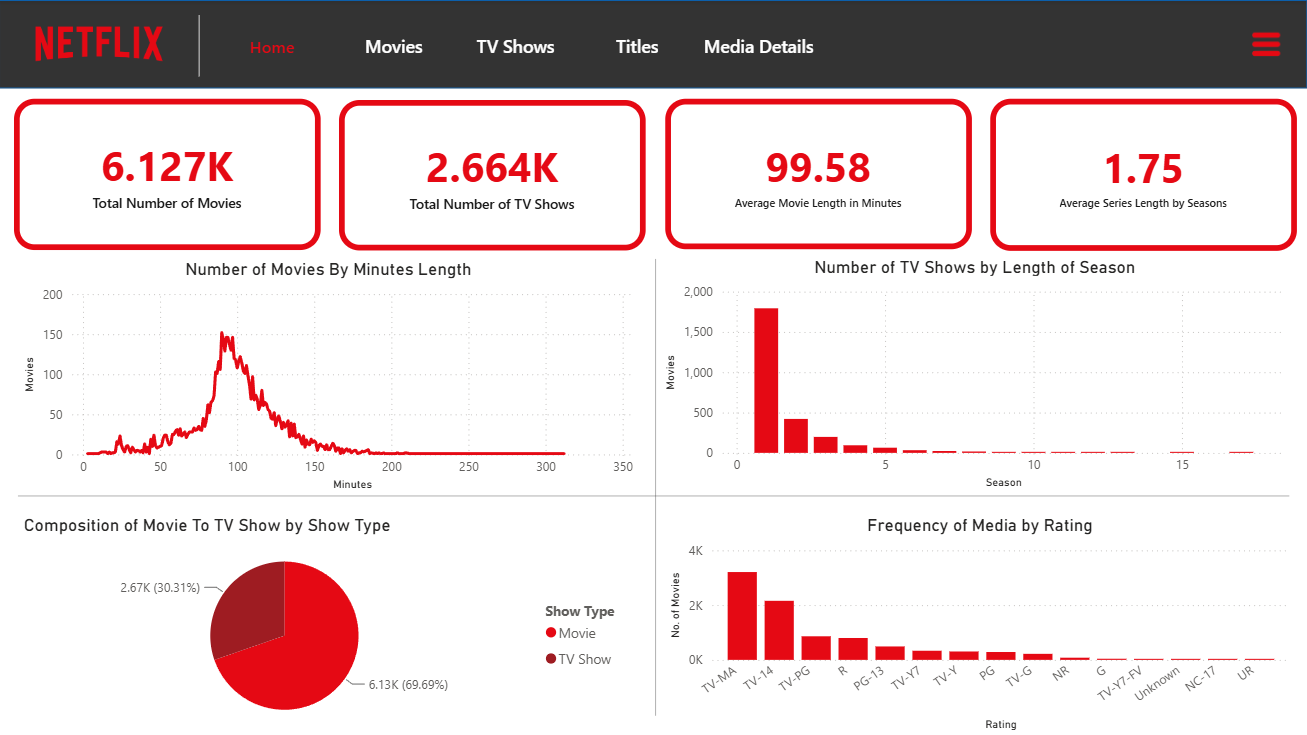 NETFLIX
Home Movies TV Shows Titles Media Details
6.127K
Total Number of Movies
2.664K
Total Number of TV Shows
99.58
Average Movie Length in Minutes
1.75
Average Series Length by Seasons
Number of Movies By Minutes Length
200
150
100
50
0
Movies
0 50 100 150 200 250 300 350
Minutes
Number of TV Shows by Length of Season
2,000
1,500
1,000
500
0
Movies
0 5 10 15
Season
Composition of Movie To TV Show by Show Type
2.67K (30.31%)
6.13K (69.69%)
Show Type
Movie
TV Show
Frequency of Media by Rating
4K
2K
0K
No. of Movies
TV-MA TV-14 TV-PG R PG-13 TV-Y7 TV-Y PG TV-G NR G TV-Y7-FV Unknown NC-17 UR
Rating